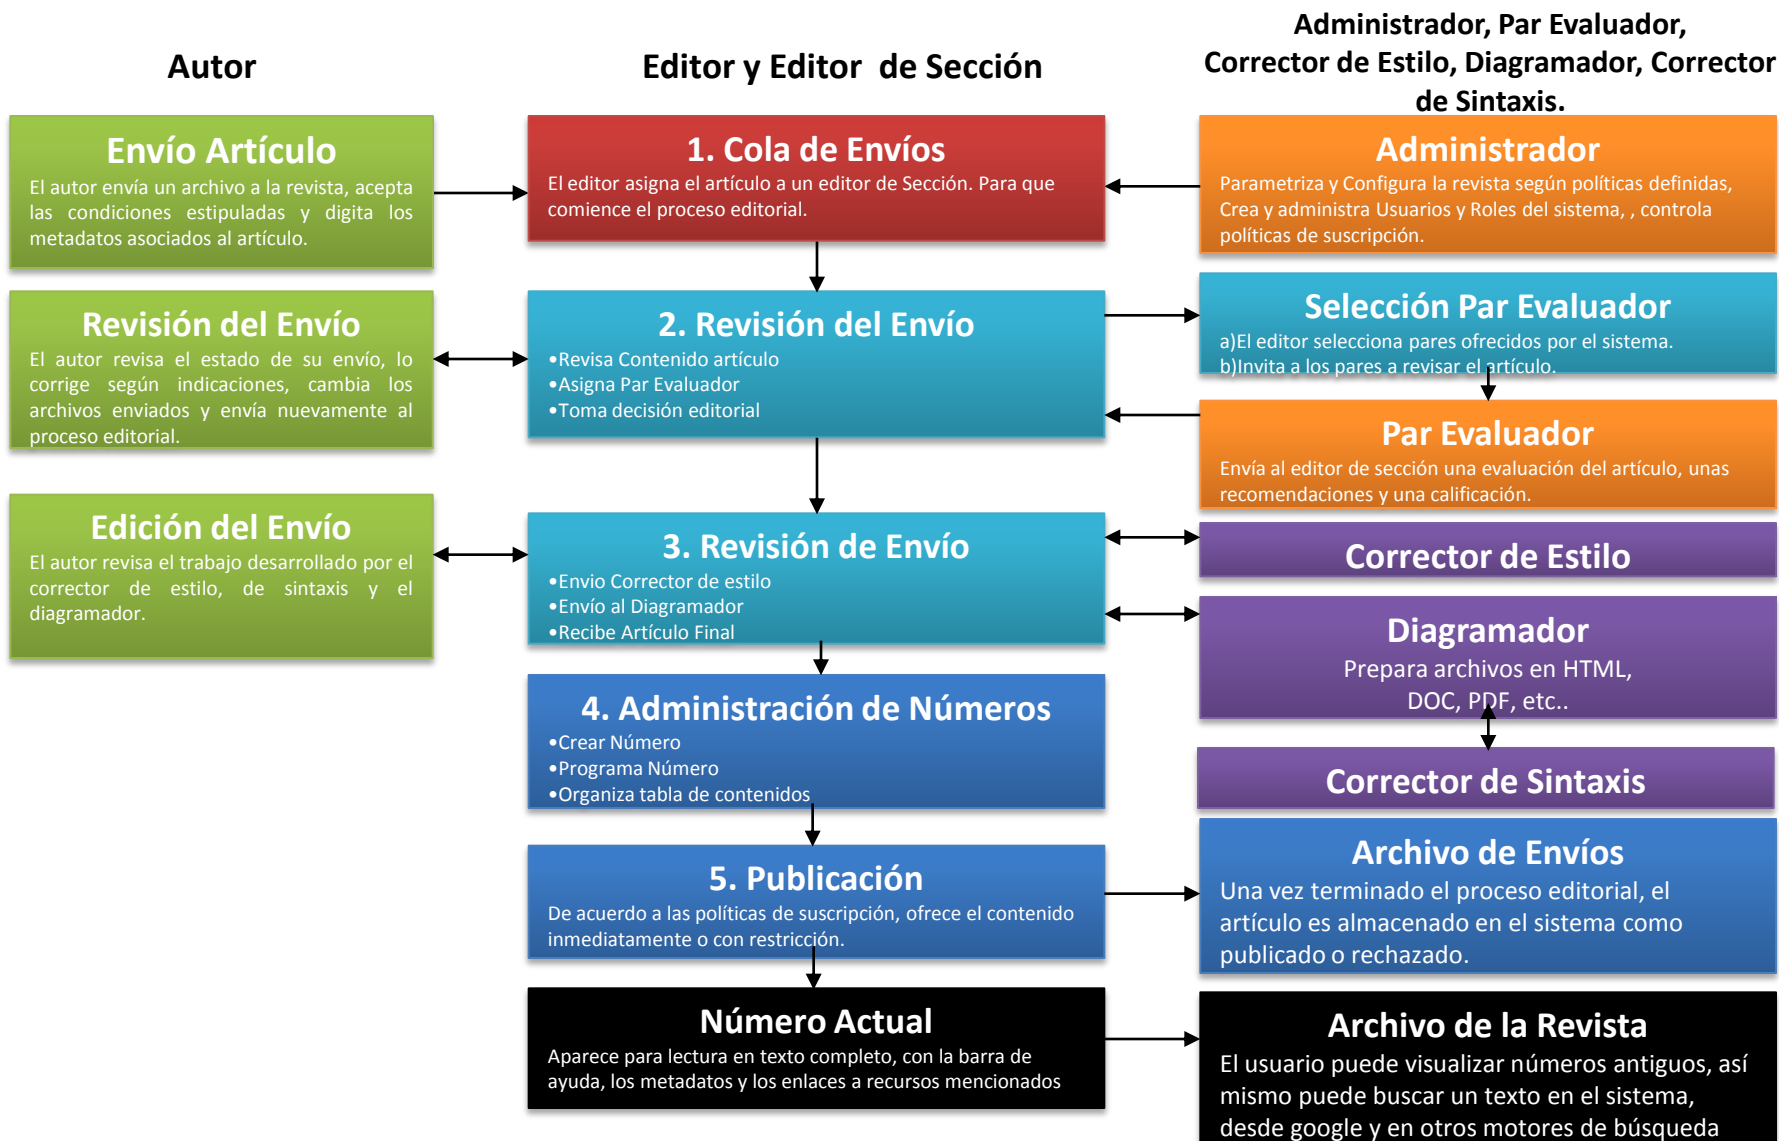 Autor
Editor y Editor de Sección
Administrador, Par Evaluador,
Corrector de Estilo, Diagramador, Corrector
de Sintaxis.
Envío Artículo
El autor envía un archivo a la revista, acepta
las condiciones estipuladas y digita los
metadatos asociados al artículo.
1. Cola de Envíos
El editor asigna el artículo a un editor de Sección. Para que
comience el proceso editorial.
Administrador
Parametriza y Configura la revista según políticas definidas,
Crea y administra Usuarios y Roles del sistema, , controla
políticas de suscripción.
Revisión del Envío
El autor revisa el estado de su envío, lo
corrige según indicaciones, cambia los
archivos enviados y envía nuevamente al
proceso editorial.
2. Revisión del Envío
•Revisa Contenido artículo
•Asigna Par Evaluador
•Toma decisión editorial
Selección Par Evaluador
a)El editor selecciona pares ofrecidos por el sistema.
b)Invita a los pares a revisar el artículo.
Par Evaluador
Envía al editor de sección una evaluación del artículo, unas
recomendaciones y una calificación.
Edición del Envío
El autor revisa el trabajo desarrollado por el
corrector de estilo, de sintaxis y el
diagramador.
3. Revisión de Envío
•Envio Corrector de estilo
•Envío al Diagramador
•Recibe Artículo Final
Corrector de Estilo
Diagramador
Prepara archivos en HTML,
DOC, PDF, etc..
Corrector de Sintaxis
4. Administración de Números
•Crear Número
•Programa Número
•Organiza tabla de contenidos
5. Publicación
De acuerdo a las políticas de suscripción, ofrece el contenido
inmediatamente o con restricción.
Archivo de Envíos
Una vez terminado el proceso editorial, el
artículo es almacenado en el sistema como
publicado o rechazado.
Número Actual
Aparece para lectura en texto completo, con la barra de
ayuda, los metadatos y los enlaces a recursos mencionados
Archivo de la Revista
El usuario puede visualizar números antiguos, así
mismo puede buscar un texto en el sistema,
desde google y en otros motores de búsqueda